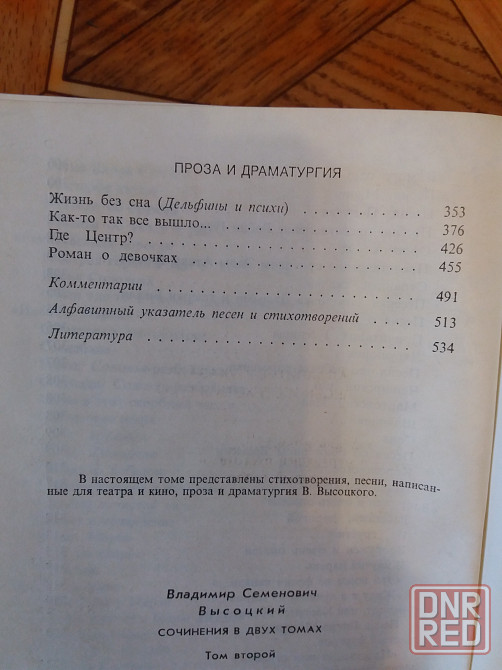 ПРОЗА И ДРАМАТУРГИЯ
Жизнь без сна (Дельфины и психи) . . . . . . . . . . . 353
Как-то так все вышло... . . . . . . . . . . . . . . . . 376
Где Центр? . . . . . . . . . . . . . . . . . . . . . 426
Роман о девочках . . . . . . . . . . . . . . . . . . 455
Комментарии . . . . . . . . . . . . . . . . . . . . 491
Алфавитный указатель песен и стихотворений . . . . 513
Литература . . . . . . . . . . . . . . . . . . . . . 534
В настоящем томе представлены стихотворения, песни, написан-
ные для театра и кино, проза и драматургия В. Высоцкого.
Владимир Семенович
Высоцкий
СОЧИНЕНИЯ В ДВУХ ТОМАХ
Том второй
DNR
RED